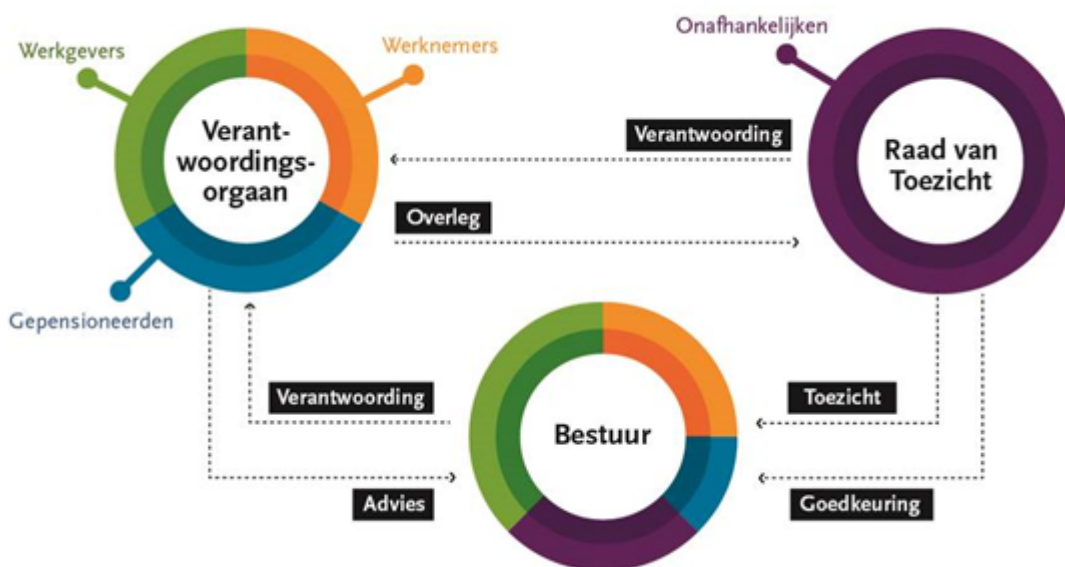 Onafhankelijken
Werkgevers
Werknemers
Verant-
woordings-
orgaan
Verantwoording
Raad van
Toezicht
Overleg
Gepensioneerden
Verantwoording
Toezicht
Bestuur
Advies
Goedkeuring